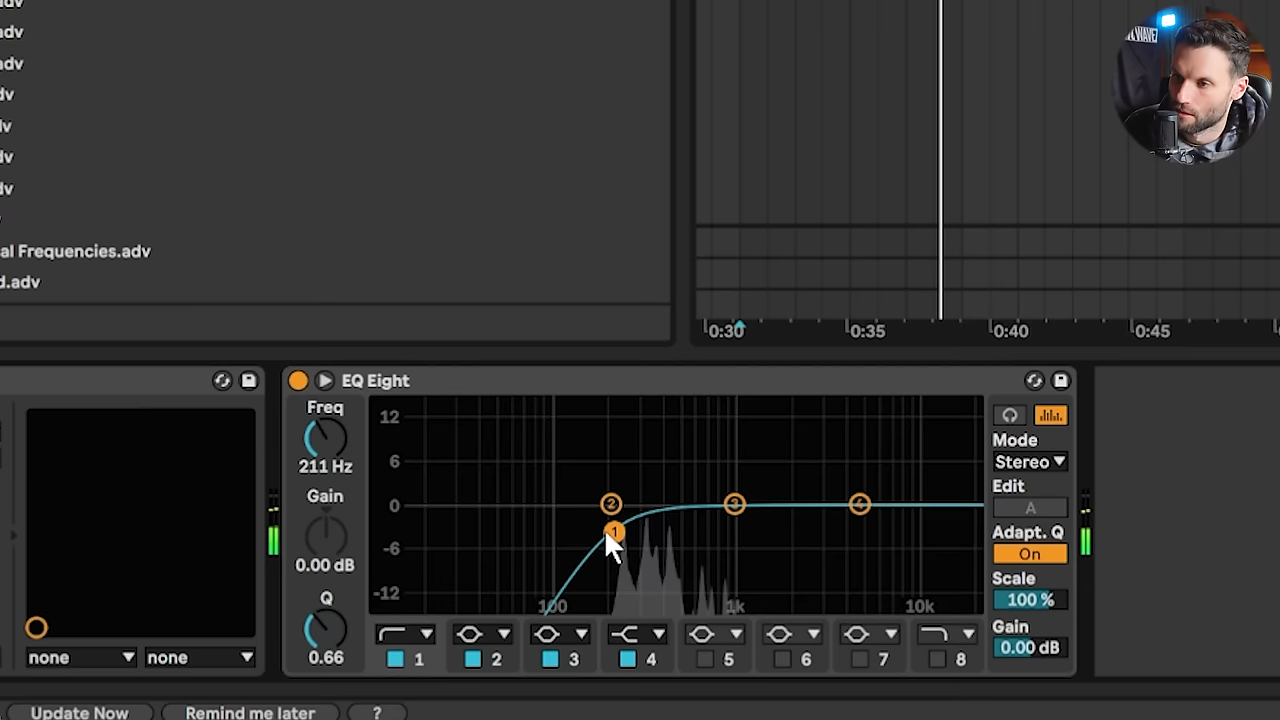 adv
adv
adv
dv
dv
dv
dv
al Frequencies.adv
d.adv
0:30
0:35
0:40
0:45
EQ Eight
Freq
211 Hz
Gain
0.00 dB
Q
0.66
12
6
0
-6
-12
100
1k
10k
2
3
4
1
1
2
3
4
5
6
7
8
Mode
Stereo
Edit
A
Adapt. Q
On
Scale
100 %
Gain
0.00 dB
none
none
Update Now
Remind me later
?